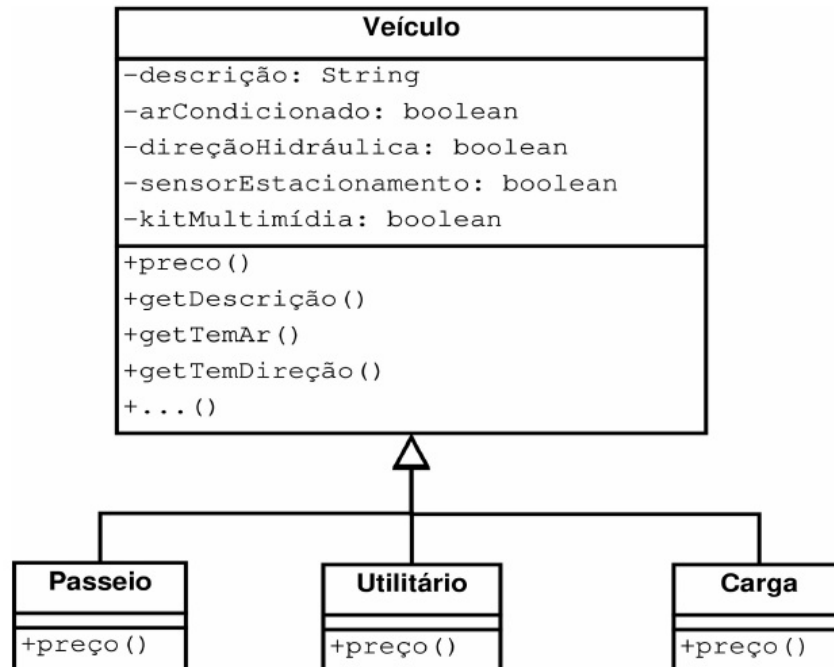 Veículo
-descrição: String
-arCondicionado: boolean
-direçãoHidráulica: boolean
-sensorEstacionamento: boolean
-kitMultimídia: boolean
+preco()
+getDescrição()
+getTemAr()
+getTemDireção()
+...()
Passeio
+preço()
Utilitário
+preço()
Carga
+preço()